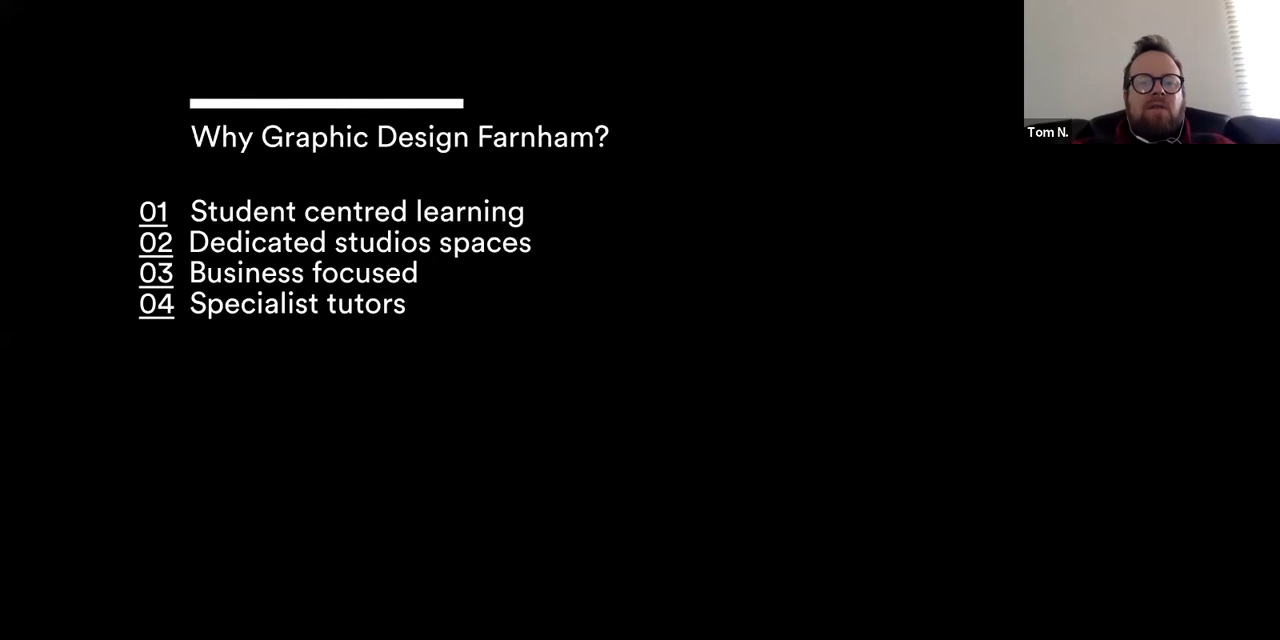 Why Graphic Design Farnham?
01 Student centred learning
02 Dedicated studios spaces
03 Business focused
04 Specialist tutors
Tom N.